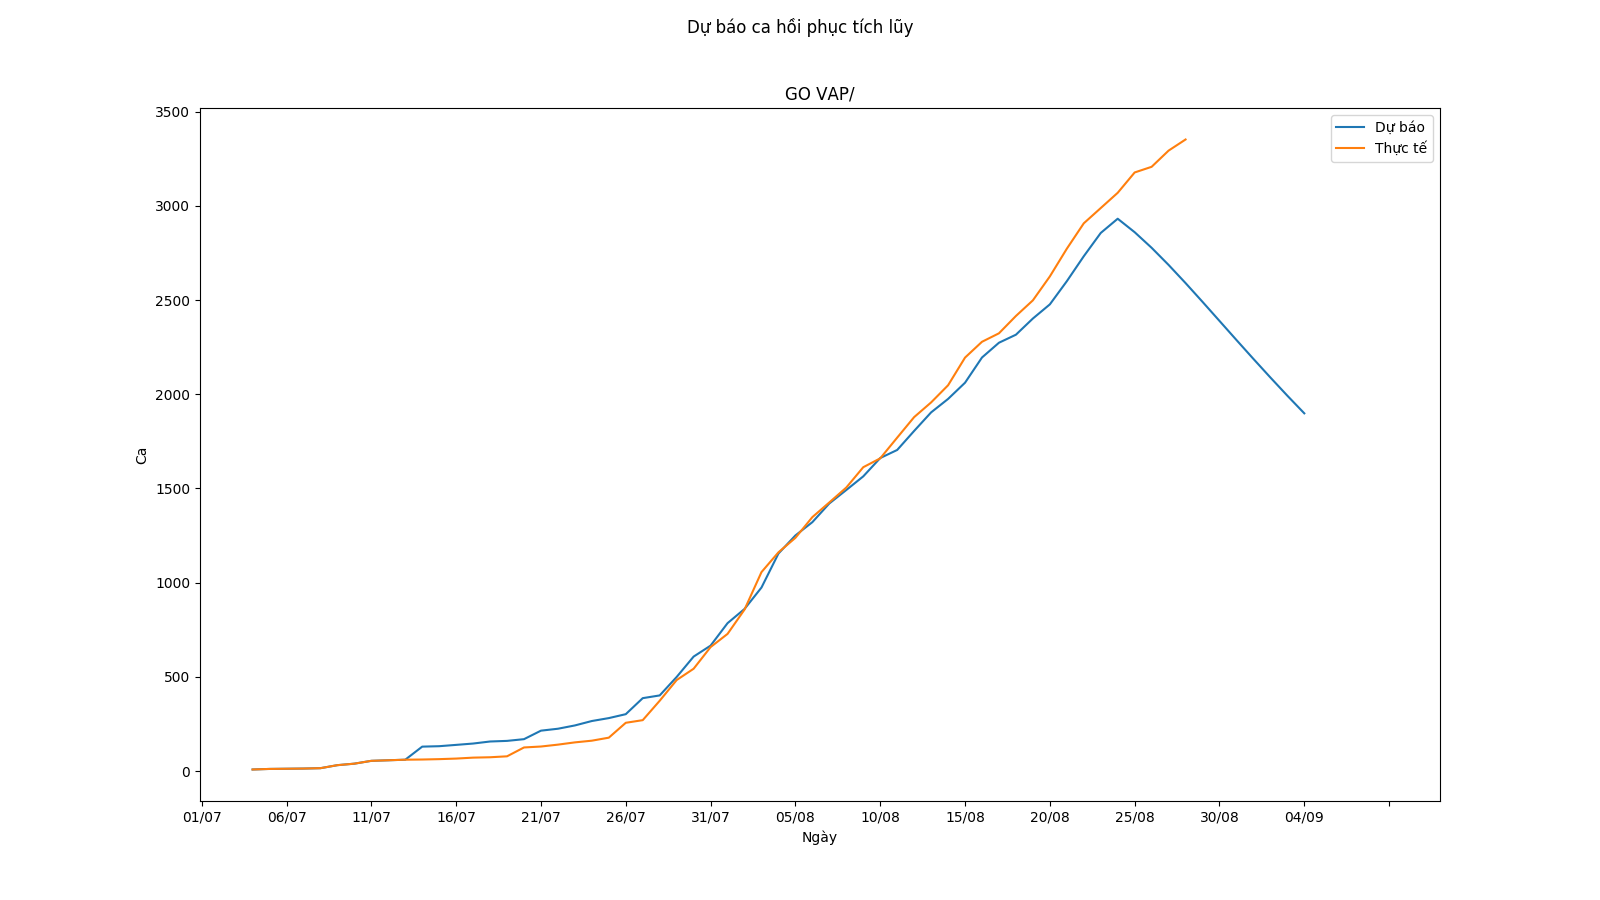 Dự báo ca hồi phục tích lũy
GO VAP/
Dự báo
Thực tế
3500
3000
2500
2000
1500
1000
500
0
Ca
01/07 06/07 11/07 16/07 21/07 26/07 31/07 05/08 10/08 15/08 20/08 25/08 30/08 04/09
Ngày